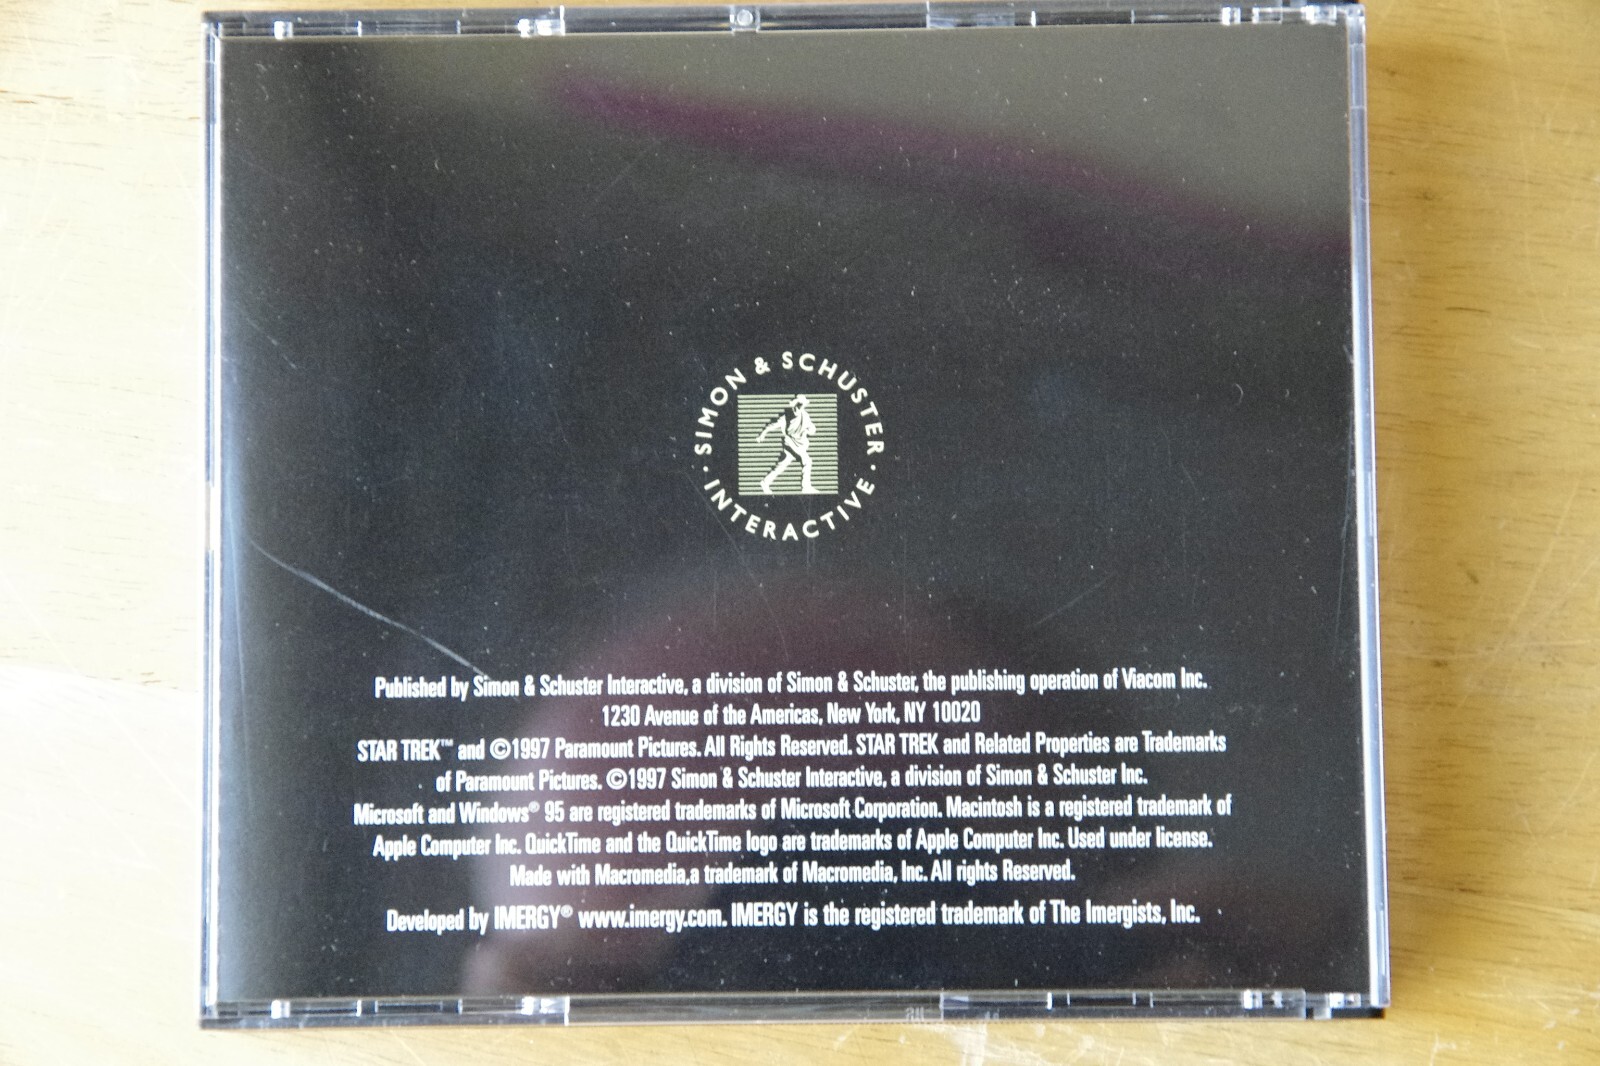 SIMON & SCHUSTER
· INTERACTIVE ·
Published by Simon & Schuster Interactive, a division of Simon & Schuster, the publishing operation of Viacom Inc.
1230 Avenue of the Americas, New York, NY 10020
STAR TREK™ and ©1997 Paramount Pictures. All Rights Reserved. STAR TREK and Related Properties are Trademarks
of Paramount Pictures. ©1997 Simon & Schuster Interactive, a division of Simon & Schuster Inc.
Microsoft and Windows® 95 are registered trademarks of Microsoft Corporation. Macintosh is a registered trademark of
Apple Computer Inc. QuickTime and the QuickTime logo are trademarks of Apple Computer Inc. Used under license.
Made with Macromedia,a trademark of Macromedia, Inc. All rights Reserved.
Developed by IMERGY® www.imergy.com. IMERGY is the registered trademark of The Imergists, Inc.